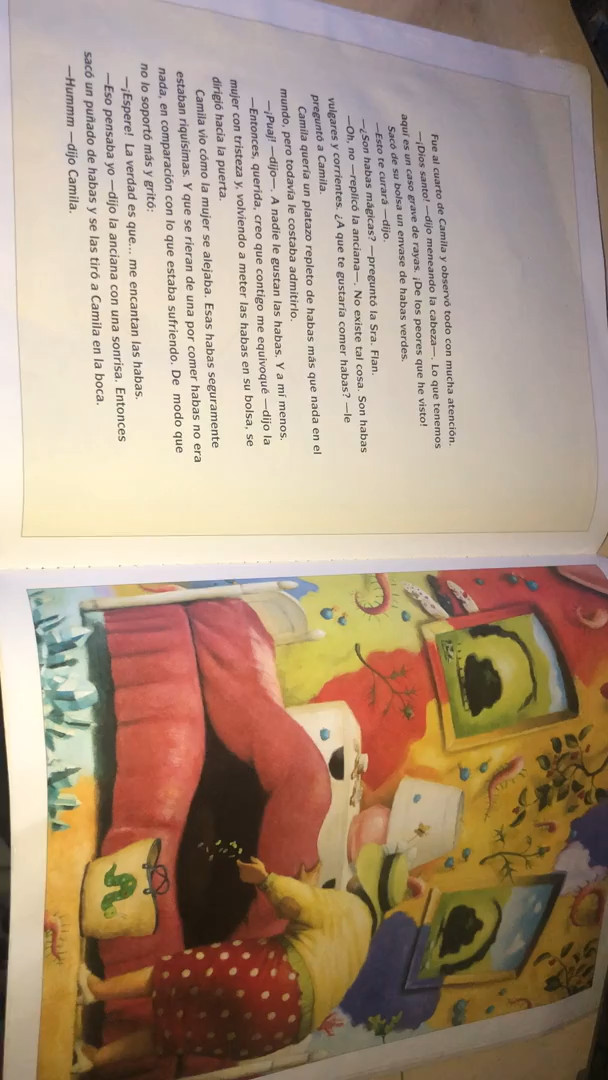 Fue al cuarto de Camila y observó todo con mucha atención.
—¡Dios santo! —dijo meneando la cabeza—. Lo que tenemos
aquí es un caso grave de rayas. ¡De los peores que he visto!
Sacó de su bolsa un envase de habas verdes.
—Esto te curará —dijo.
—¿Son habas mágicas? —preguntó la Sra. Flan.
—Oh, no —replicó la anciana—. No existe tal cosa. Son habas
vulgares y corrientes. ¿A que te gustaría comer habas? —le
preguntó a Camila.
Camila quería un platazo repleto de habas más que nada en el
mundo, pero todavía le costaba admitirlo.
—¡Puaj! —dijo—. A nadie le gustan las habas. Y a mí menos.
—Entonces, querida, creo que contigo me equivoqué —dijo la
mujer con tristeza y, volviendo a meter las habas en su bolsa, se
dirigió hacia la puerta.
Camila vio cómo la mujer se alejaba. Esas habas seguramente
estaban riquísimas. Y que se rieran de una por comer habas no era
nada, en comparación con lo que estaba sufriendo. De modo que
no lo soportó más y gritó:
—¡Espere! La verdad es que... me encantan las habas.
—Eso pensaba yo —dijo la anciana con una sonrisa. Entonces
sacó un puñado de habas y se las tiró a Camila en la boca.
—Hummm —dijo Camila.